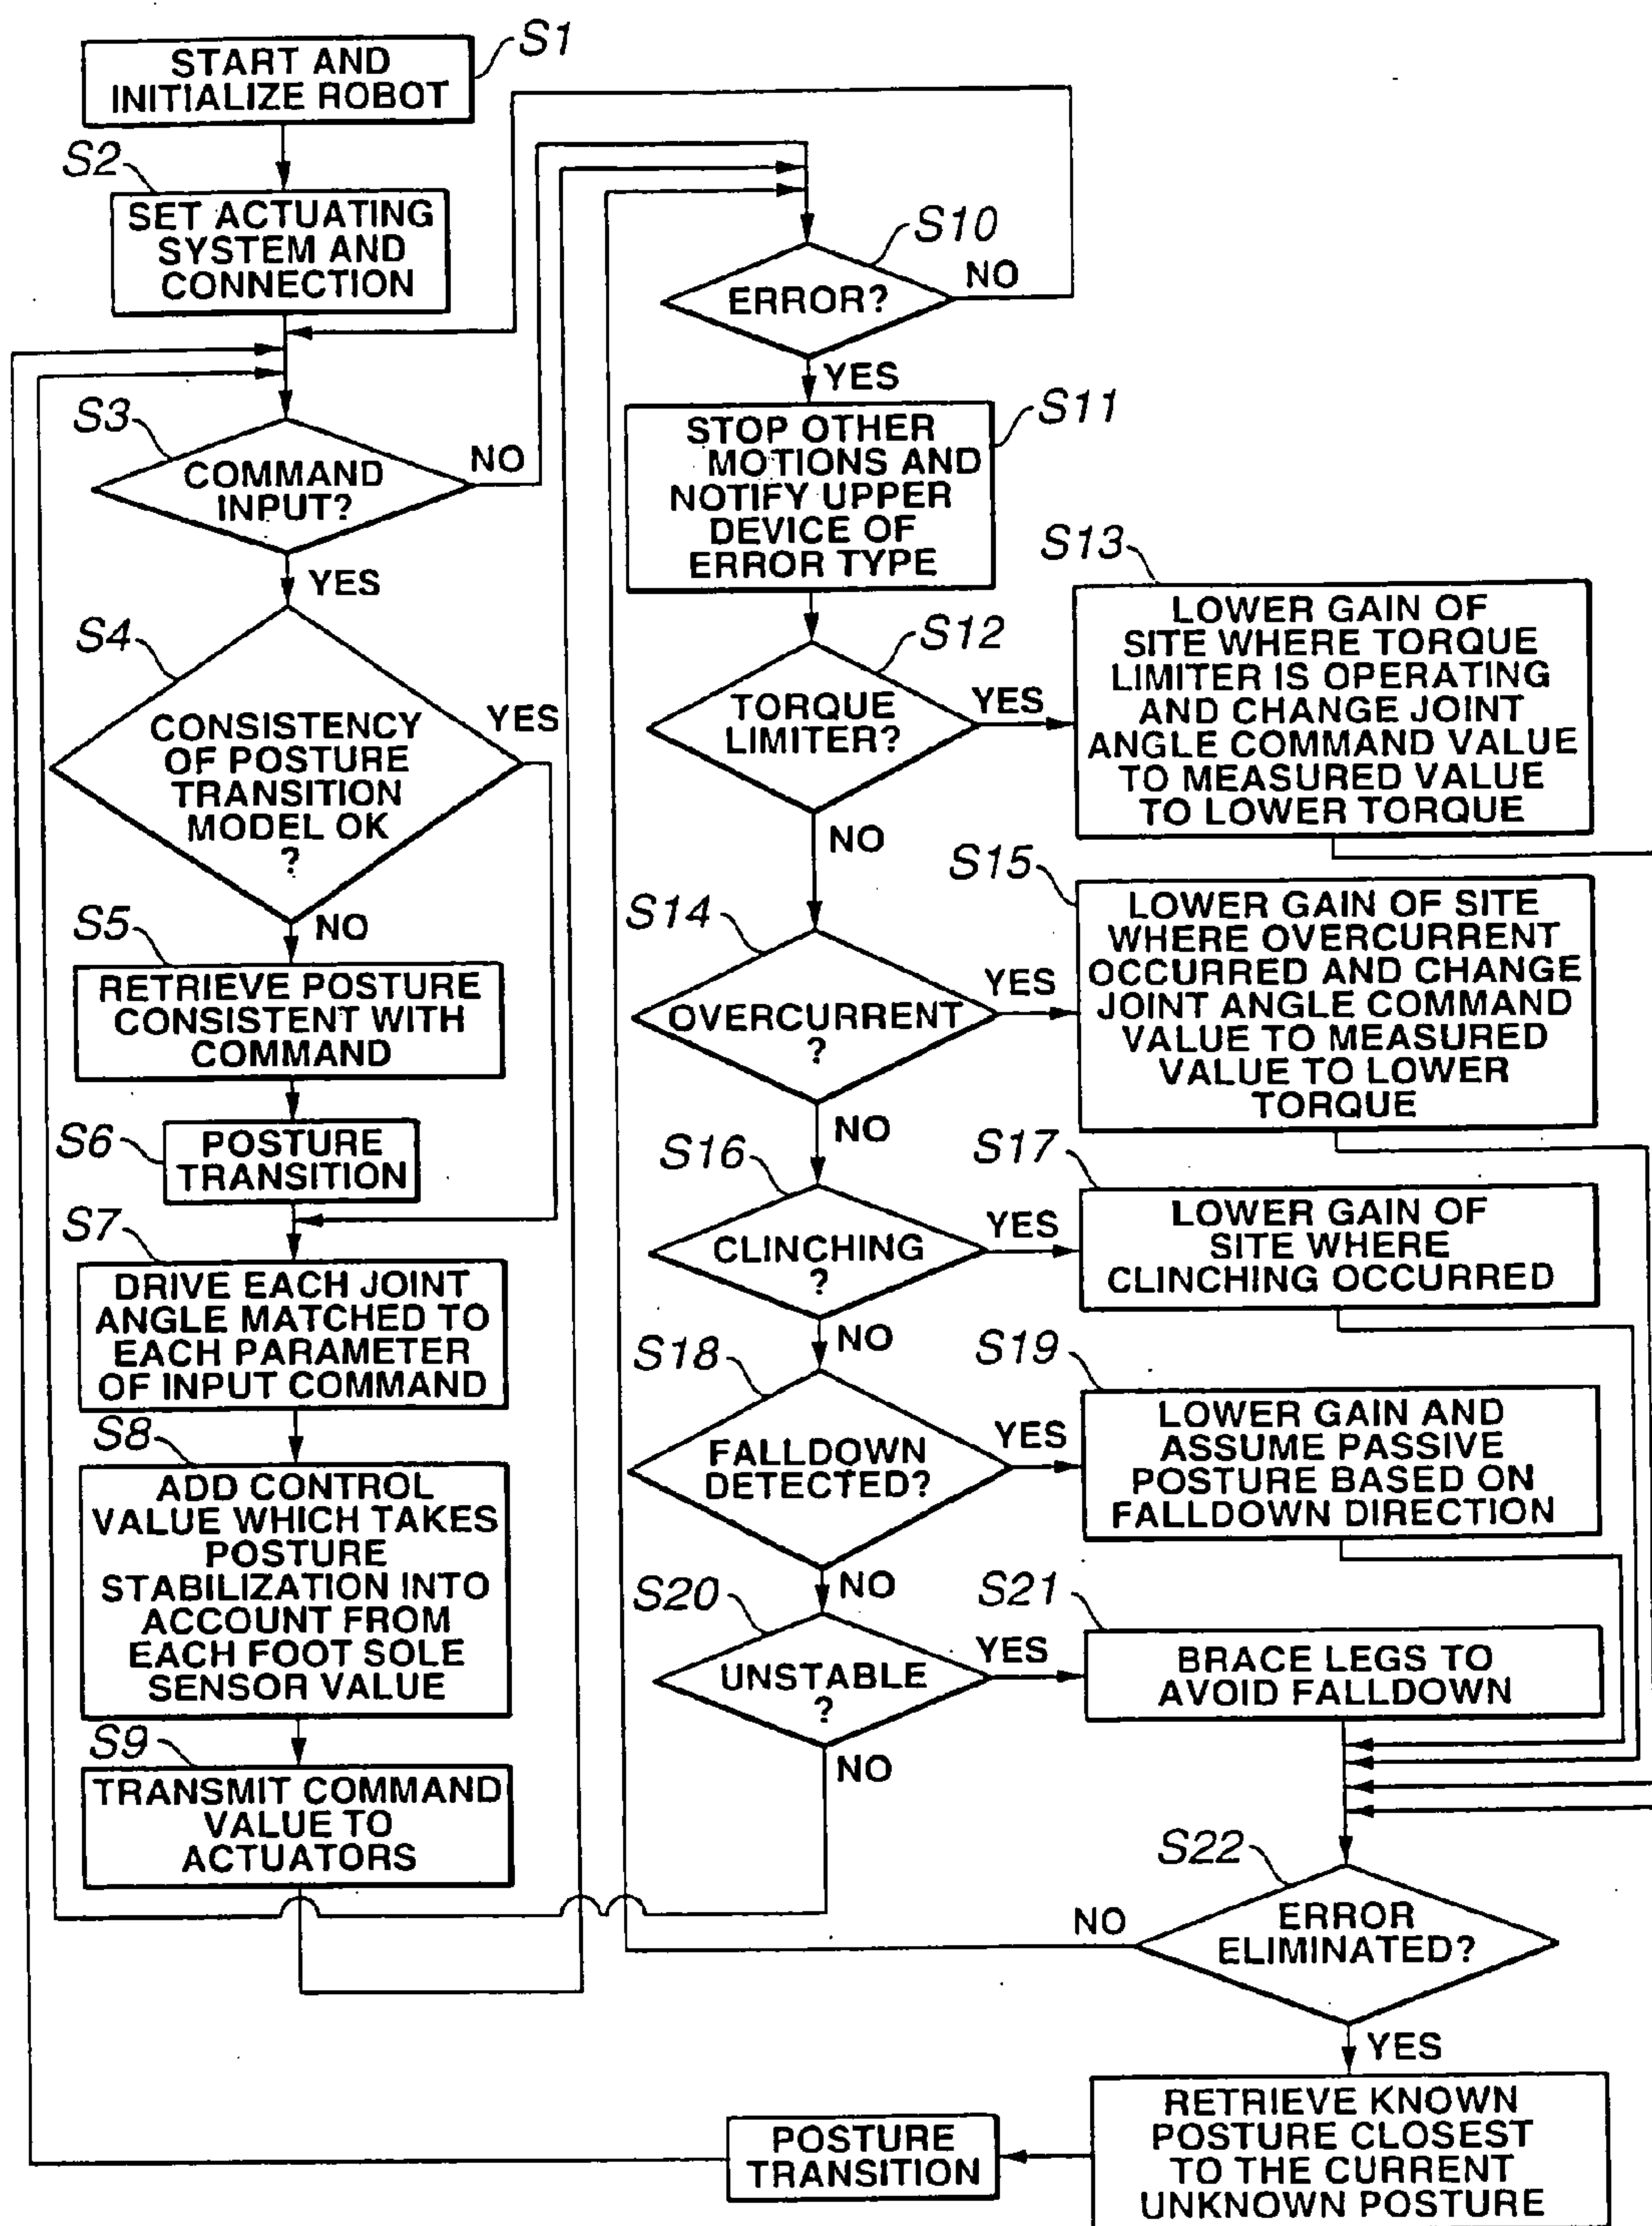 S1
START AND
INITIALIZE ROBOT
S2
SET ACTUATING
SYSTEM AND
CONNECTION
S3
COMMAND
INPUT?
NO
YES
S4
CONSISTENCY
OF POSTURE
TRANSITION
MODEL OK
?
YES
NO
S5
RETRIEVE POSTURE
CONSISTENT WITH
COMMAND
S6
POSTURE
TRANSITION
S7
DRIVE EACH JOINT
ANGLE MATCHED TO
EACH PARAMETER
OF INPUT COMMAND
S8
ADD CONTROL
VALUE WHICH TAKES
POSTURE
STABILIZATION INTO
ACCOUNT FROM
EACH FOOT SOLE
SENSOR VALUE
S9
TRANSMIT COMMAND
VALUE TO
ACTUATORS
S10
ERROR?
NO
YES
S11
STOP OTHER
MOTIONS AND
NOTIFY UPPER
DEVICE OF
ERROR TYPE
S12
TORQUE
LIMITER?
YES
NO
S13
LOWER GAIN OF
SITE WHERE TORQUE
LIMITER IS OPERATING
AND CHANGE JOINT
ANGLE COMMAND VALUE
TO MEASURED VALUE
TO LOWER TORQUE
S14
OVERCURRENT
?
YES
NO
S15
LOWER GAIN OF SITE
WHERE OVERCURRENT
OCCURRED AND CHANGE
JOINT ANGLE COMMAND
VALUE TO MEASURED
VALUE TO LOWER
TORQUE
S16
CLINCHING
?
YES
NO
S17
LOWER GAIN OF
SITE WHERE
CLINCHING OCCURRED
S18
FALLDOWN
DETECTED?
YES
NO
S19
LOWER GAIN AND
ASSUME PASSIVE
POSTURE BASED ON
FALLDOWN DIRECTION
S20
UNSTABLE
?
YES
NO
S21
BRACE LEGS TO
AVOID FALLDOWN
S22
ERROR
ELIMINATED?
NO
YES
RETRIEVE KNOWN
POSTURE CLOSEST
TO THE CURRENT
UNKNOWN POSTURE
POSTURE
TRANSITION